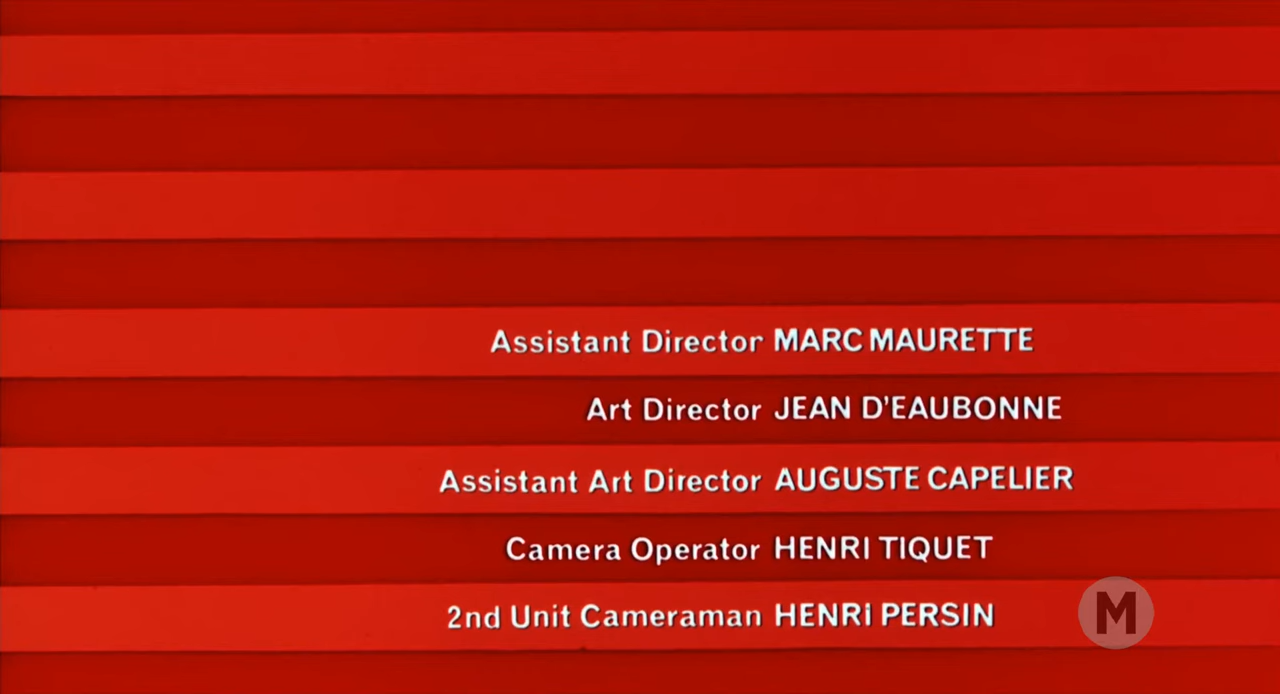 Assistant Director MARC MAURETTE
Art Director JEAN D'EAUBONNE
Assistant Art Director AUGUSTE CAPELIER
Camera Operator HENRI TIQUET
2nd Unit Cameraman HENRI PERSIN
M